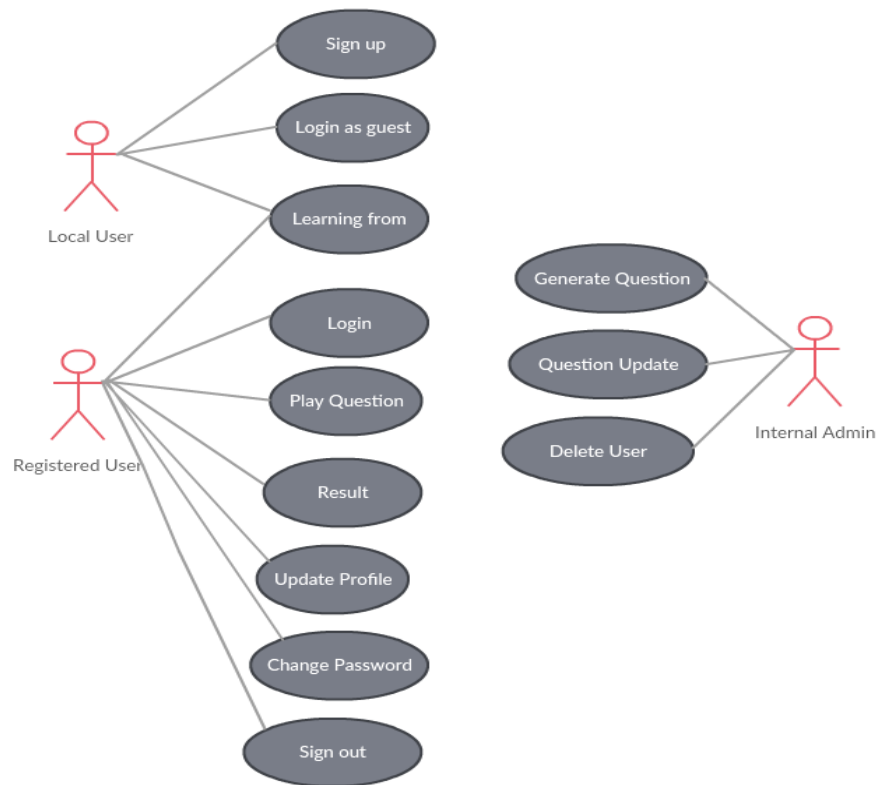 Sign up
Login as guest
Local User
Learning from
Generate Question
Login
Question Update
Play Question
Internal Admin
Registered User
Delete User
Result
Update Profile
Change Password
Sign out